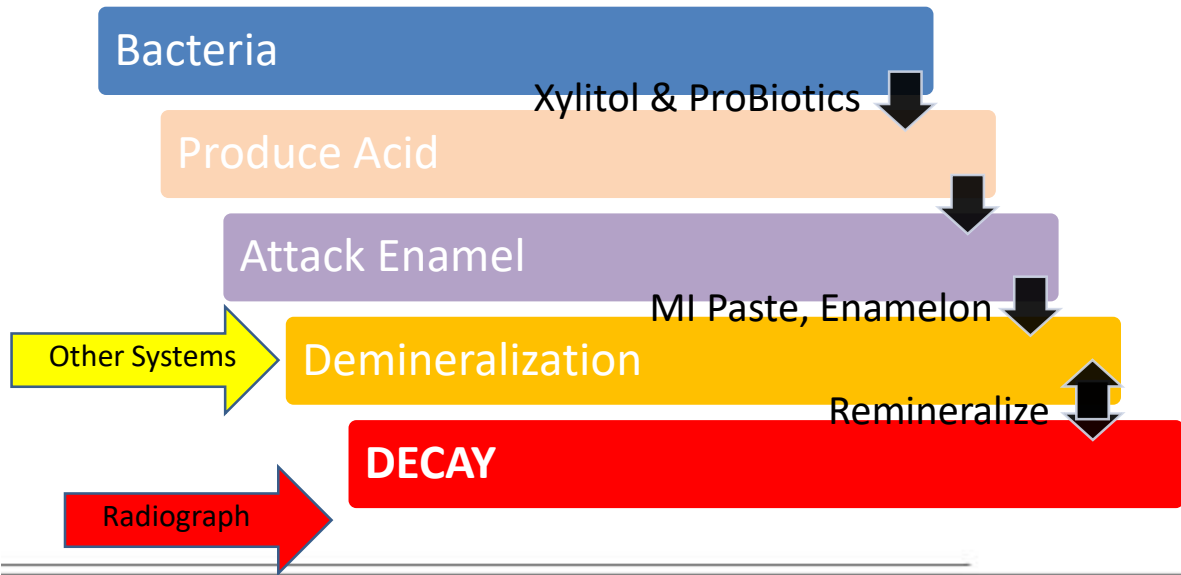 Bacteria
Xylitol & ProBiotics
Produce Acid
Attack Enamel
MI Paste, Enamelon
Other Systems
Demineralization
Remineralize
DECAY
Radiograph